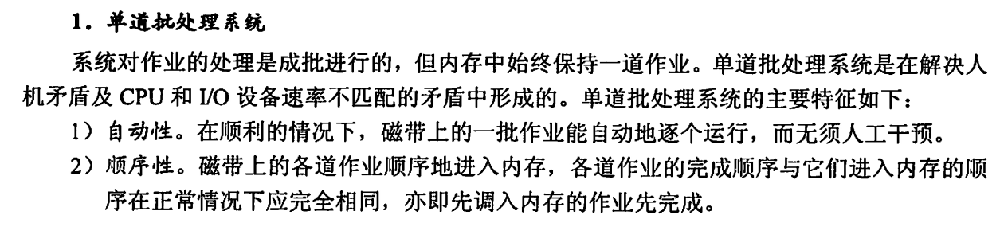 1．单道批处理系统
系统对作业的处理是成批进行的，但内存中始终保持一道作业。单道批处理系统是在解决人
机矛盾及 CPU 和 I/O 设备速率不匹配的矛盾中形成的。单道批处理系统的主要特征如下：
1）自动性。在顺利的情况下，磁带上的一批作业能自动地逐个运行，而无须人工干预。
2）顺序性。磁带上的各道作业顺序地进入内存，各道作业的完成顺序与它们进入内存的顺
序在正常情况下应完全相同，亦即先调入内存的作业先完成。